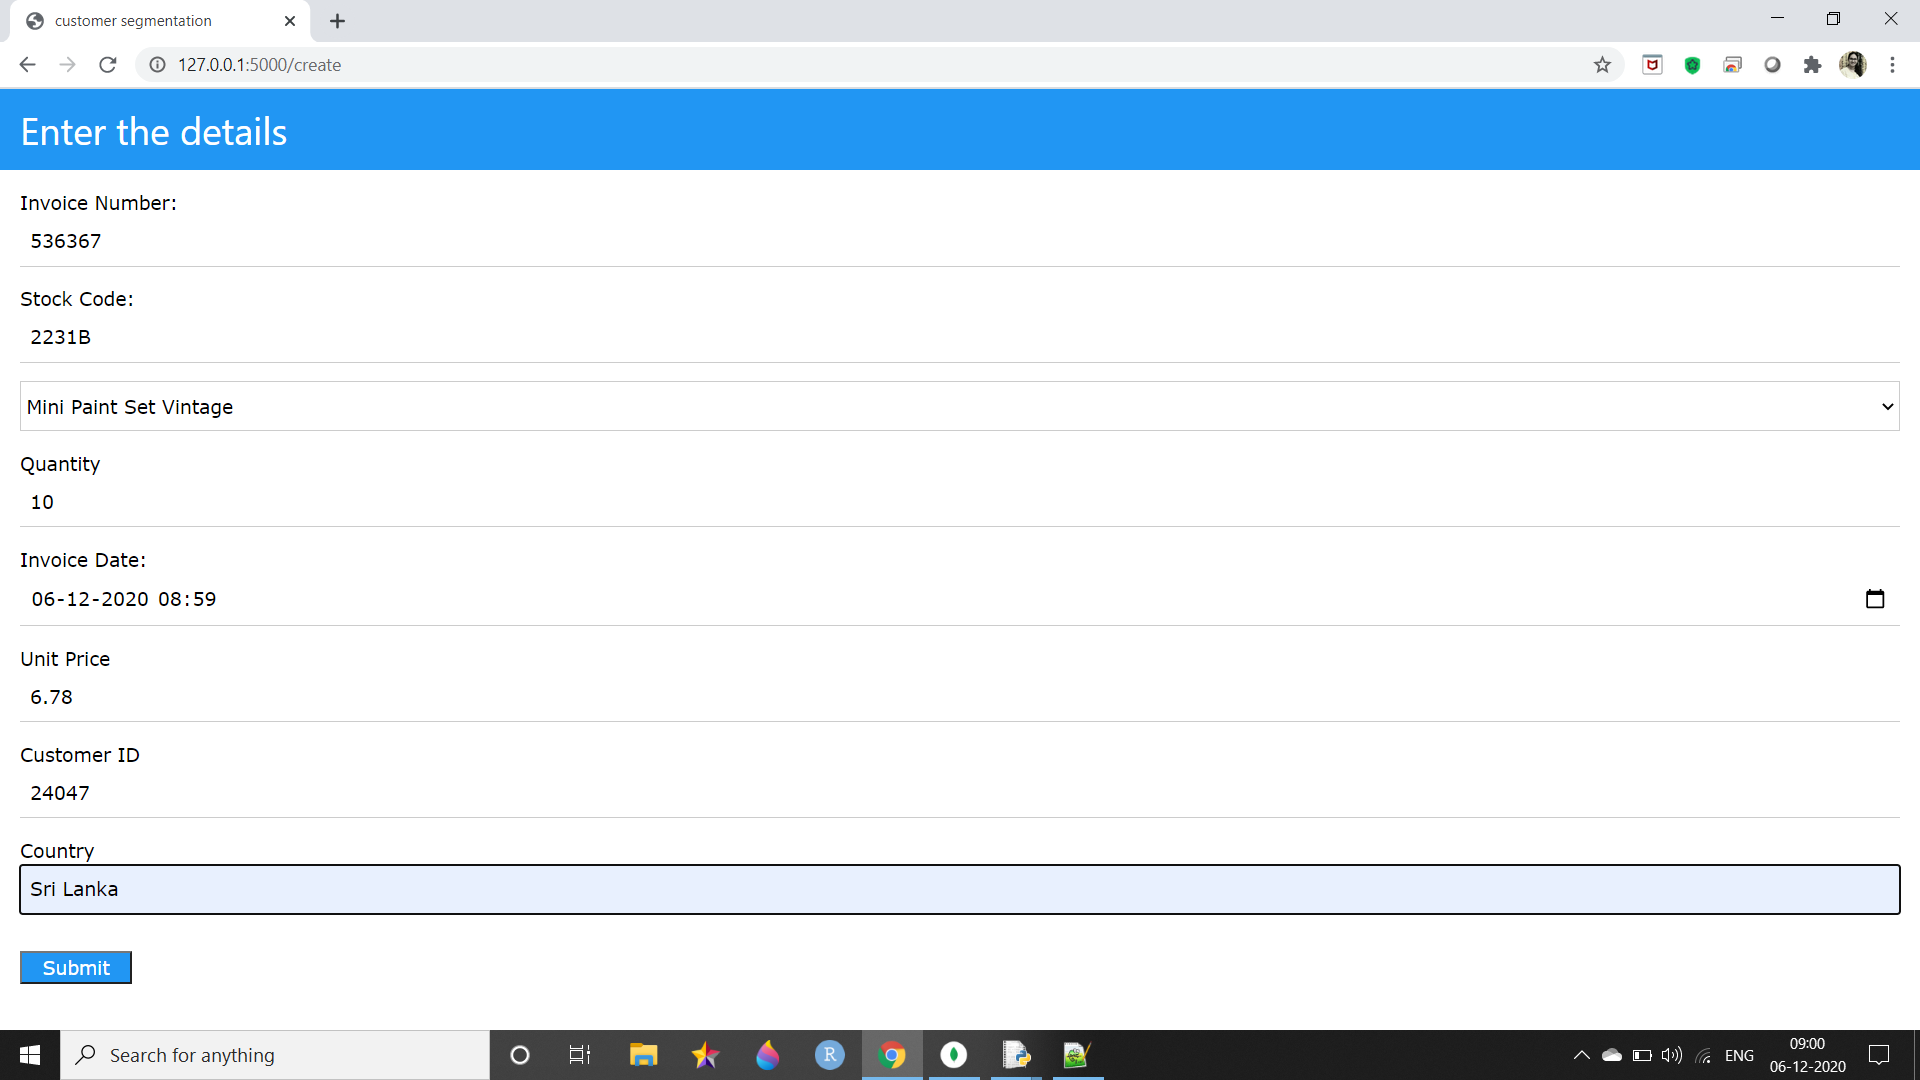 customer segmentation
127.0.0.1:5000/create
Enter the details
Invoice Number:
536367
Stock Code:
2231B
Mini Paint Set Vintage
Quantity
10
Invoice Date:
06-12-2020 08:59
Unit Price
6.78
Customer ID
24047
Country
Sri Lanka
Submit
Search for anything
R
ENG
09:00
06-12-2020